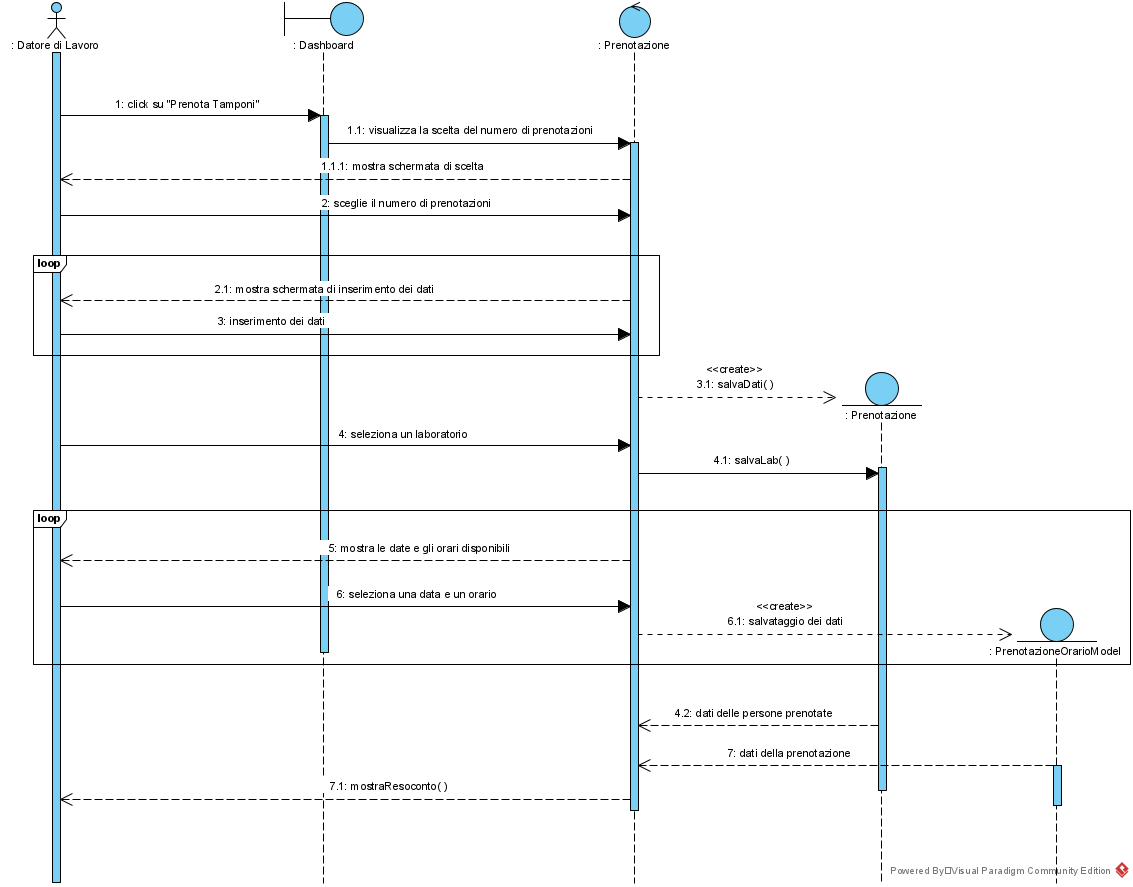 : Datore di Lavoro
: Dashboard
: Prenotazione
1: click su "Prenota Tamponi"
1.1: visualizza la scelta del numero di prenotazioni
1.1.1: mostra schermata di scelta
2: sceglie il numero di prenotazioni
loop
2.1: mostra schermata di inserimento dei dati
3: inserimento dei dati
<<create>>
3.1: salvaDati( )
: Prenotazione
4: seleziona un laboratorio
4.1: salvaLab( )
loop
5: mostra le date e gli orari disponibili
6: seleziona una data e un orario
<<create>>
6.1: salvataggio dei dati
: PrenotazioneOrarioModel
4.2: dati delle persone prenotate
7: dati della prenotazione
7.1: mostraResoconto( )
Powered By Visual Paradigm Community Edition